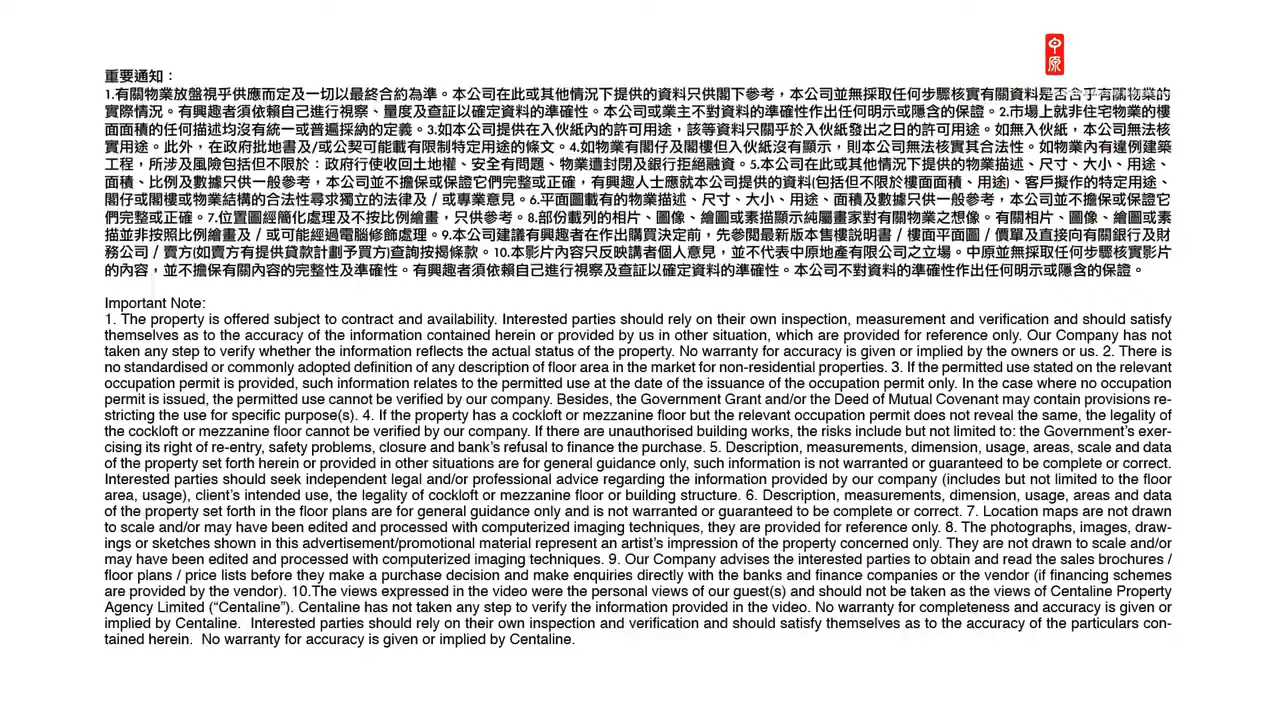 中原
重要通知：
1.有關物業放盤視乎供應而定及一切以最終合約為準。本公司在此或其他情況下提供的資料只供閣下參考，本公司並無採取任何步驟核實有關資料是否合乎有關物業的
實際情況。有興趣者須依賴自己進行視察、量度及查証以確定資料的準確性。本公司或業主不對資料的準確性作出任何明示或隱含的保證。2.市場上就非住宅物業的樓
面面積的任何描述均沒有統一或普遍採納的定義。3.如本公司提供在入伙紙內的許可用途，該等資料只關乎於入伙紙發出之日的許可用途。如無入伙紙，本公司無法核
實用途。此外，在政府批地書及/或公契可能載有限制特定用途的條文。4.如物業有閣仔及閣樓但入伙紙沒有顯示，則本公司無法核實其合法性。如物業內有違例建築
工程，所涉及風險包括但不限於：政府行使收回土地權、安全有問題、物業遭封閉及銀行拒絕融資。5.本公司在此或其他情況下提供的物業描述、尺寸、大小、用途、
面積、比例及數據只供一般參考，本公司並不擔保或保證它們完整或正確，有興趣人士應就本公司提供的資料(包括但不限於樓面面積、用途)、客戶擬作的特定用途、
閣仔或閣樓或物業結構的合法性尋求獨立的法律及 / 或專業意見。6.平面圖載有的物業描述、尺寸、大小、用途、面積及數據只供一般參考，本公司並不擔保或保證它
們完整或正確。7.位置圖經簡化處理及不按比例繪畫，只供參考。8.部份載列的相片、圖像、繪圖或素描顯示純屬畫家對有關物業之想像。有關相片、圖像、繪圖或素
描並非按照比例繪畫及 / 或可能經過電腦修飾處理。9.本公司建議有興趣者在作出購買決定前，先參閱最新版本售樓說明書 / 樓面平面圖 / 價單及直接向有關銀行及財
務公司 / 賣方(如賣方有提供貸款計劃予買方)查詢按揭條款。10.本影片內容只反映講者個人意見，並不代表中原地產有限公司之立場。中原並無採取任何步驟核實影片
的內容，並不擔保有關內容的完整性及準確性。有興趣者須依賴自己進行視察及查証以確定資料的準確性。本公司不對資料的準確性作出任何明示或隱含的保證。
Important Note:
1. The property is offered subject to contract and availability. Interested parties should rely on their own inspection, measurement and verification and should satisfy
themselves as to the accuracy of the information contained herein or provided by us in other situation, which are provided for reference only. Our Company has not
taken any step to verify whether the information reflects the actual status of the property. No warranty for accuracy is given or implied by the owners or us. 2. There is
no standardised or commonly adopted definition of any description of floor area in the market for non-residential properties. 3. If the permitted use stated on the relevant
occupation permit is provided, such information relates to the permitted use at the date of the issuance of the occupation permit only. In the case where no occupation
permit is issued, the permitted use cannot be verified by our company. Besides, the Government Grant and/or the Deed of Mutual Covenant may contain provisions re-
stricting the use for specific purpose(s). 4. If the property has a cockloft or mezzanine floor but the relevant occupation permit does not reveal the same, the legality of
the cockloft or mezzanine floor cannot be verified by our company. If there are unauthorised building works, the risks include but not limited to: the Government's exer-
cising its right of re-entry, safety problems, closure and bank's refusal to finance the purchase. 5. Description, measurements, dimension, usage, areas, scale and data
of the property set forth herein or provided in other situations are for general guidance only, such information is not warranted or guaranteed to be complete or correct.
Interested parties should seek independent legal and/or professional advice regarding the information provided by our company (includes but not limited to the floor
area, usage), client's intended use, the legality of cockloft or mezzanine floor or building structure. 6. Description, measurements, dimension, usage, areas and data
of the property set forth in the floor plans are for general guidance only and is not warranted or guaranteed to be complete or correct. 7. Location maps are not drawn
to scale and/or may have been edited and processed with computerized imaging techniques, they are provided for reference only. 8. The photographs, images, draw-
ings or sketches shown in this advertisement/promotional material represent an artist's impression of the property concerned only. They are not drawn to scale and/or
may have been edited and processed with computerized imaging techniques. 9. Our Company advises the interested parties to obtain and read the sales brochures /
floor plans / price lists before they make a purchase decision and make enquiries directly with the banks and finance companies or the vendor (if financing schemes
are provided by the vendor). 10.The views expressed in the video were the personal views of our guest(s) and should not be taken as the views of Centaline Property
Agency Limited (“Centaline”). Centaline has not taken any step to verify the information provided in the video. No warranty for completeness and accuracy is given or
implied by Centaline.  Interested parties should rely on their own inspection and verification and should satisfy themselves as to the accuracy of the particulars con-
tained herein.  No warranty for accuracy is given or implied by Centaline.